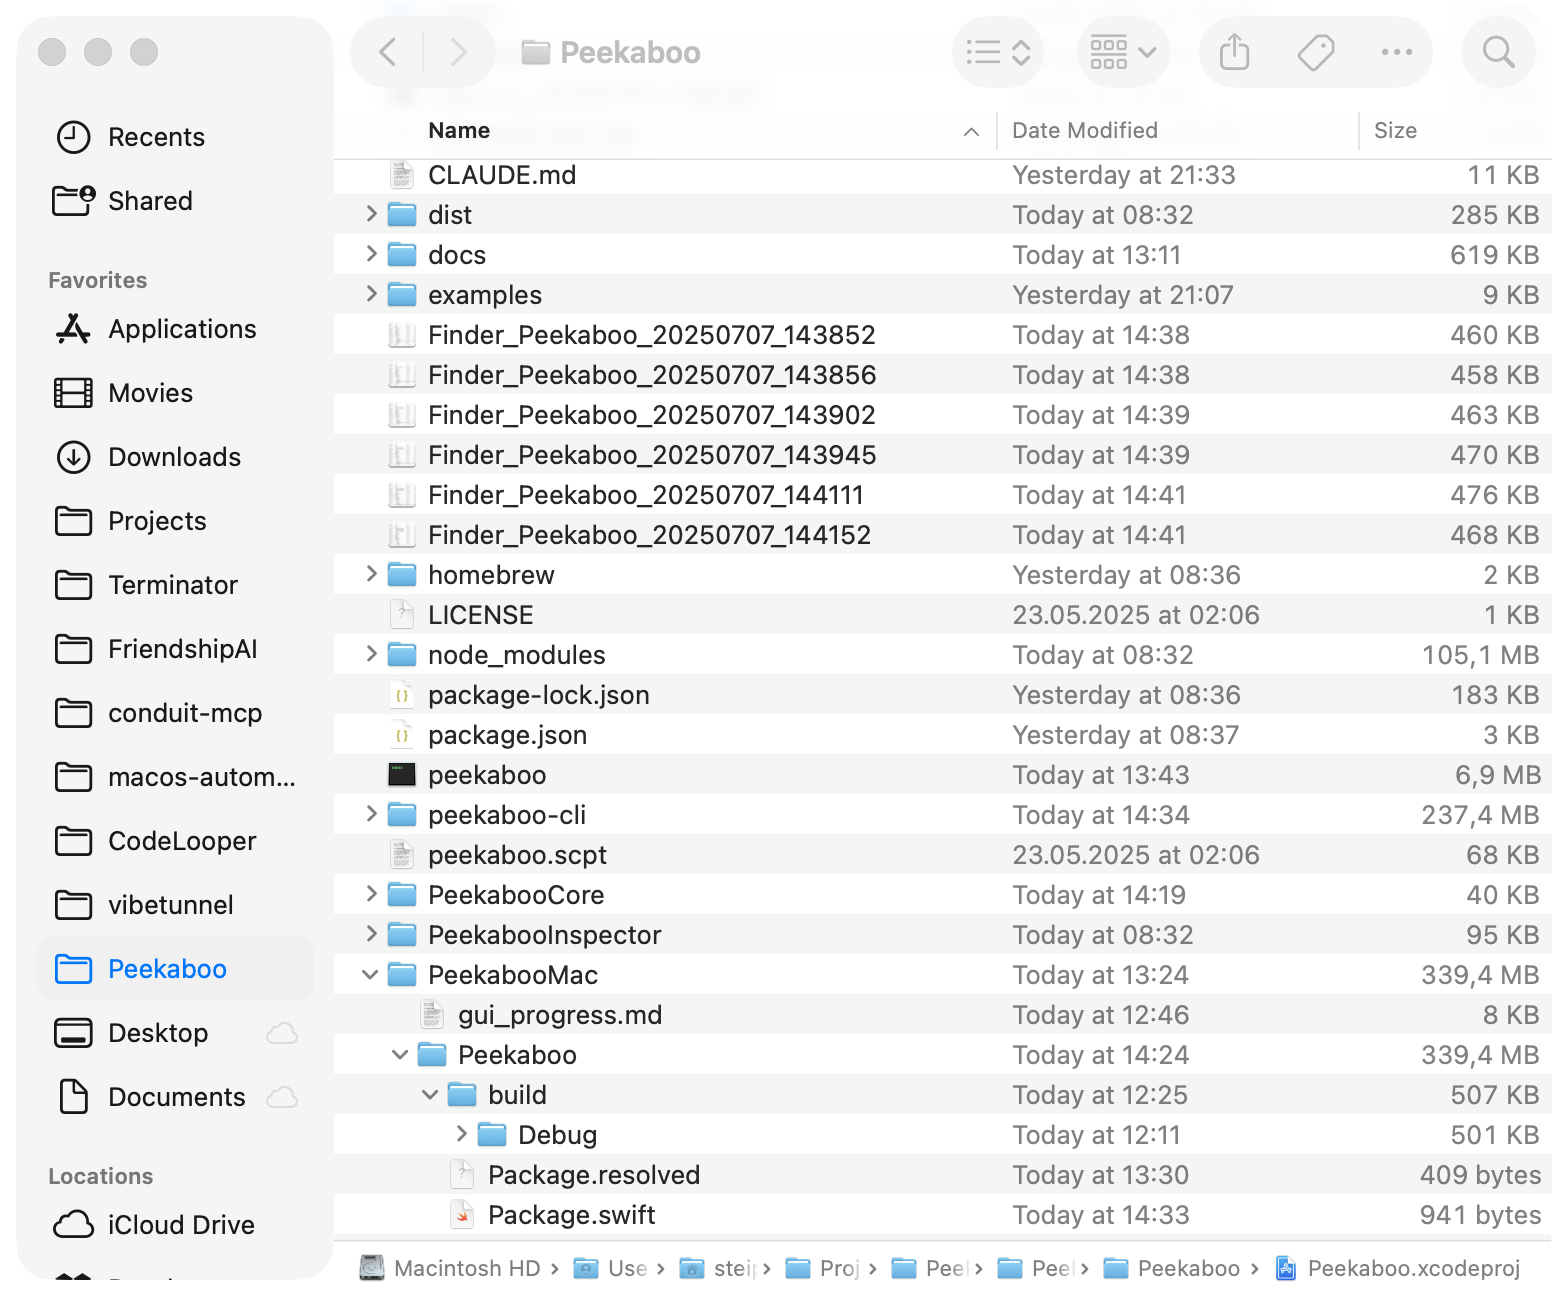 Peekaboo
Recents
Shared
Favorites
Applications
Movies
Downloads
Projects
Terminator
FriendshipAI
conduit-mcp
macos-autom...
CodeLooper
vibetunnel
Peekaboo
Desktop
Documents
Locations
iCloud Drive
Name Date Modified Size
CLAUDE.md Yesterday at 21:33 11 KB
dist Today at 08:32 285 KB
docs Today at 13:11 619 KB
examples Yesterday at 21:07 9 KB
Finder_Peekaboo_20250707_143852 Today at 14:38 460 KB
Finder_Peekaboo_20250707_143856 Today at 14:38 458 KB
Finder_Peekaboo_20250707_143902 Today at 14:39 463 KB
Finder_Peekaboo_20250707_143945 Today at 14:39 470 KB
Finder_Peekaboo_20250707_144111 Today at 14:41 476 KB
Finder_Peekaboo_20250707_144152 Today at 14:41 468 KB
homebrew Yesterday at 08:36 2 KB
LICENSE 23.05.2025 at 02:06 1 KB
node_modules Today at 08:32 105,1 MB
package-lock.json Yesterday at 08:36 183 KB
package.json Yesterday at 08:37 3 KB
peekaboo Today at 13:43 6,9 MB
peekaboo-cli Today at 14:34 237,4 MB
peekaboo.scpt 23.05.2025 at 02:06 68 KB
PeekabooCore Today at 14:19 40 KB
PeekabooInspector Today at 08:32 95 KB
PeekabooMac Today at 13:24 339,4 MB
gui_progress.md Today at 12:46 8 KB
Peekaboo Today at 14:24 339,4 MB
build Today at 12:25 507 KB
Debug Today at 12:11 501 KB
Package.resolved Today at 13:30 409 bytes
Package.swift Today at 14:33 941 bytes
Macintosh HD › Use › steip › Proj › Peel › Peel › Peekaboo › Peekaboo.xcodeproj